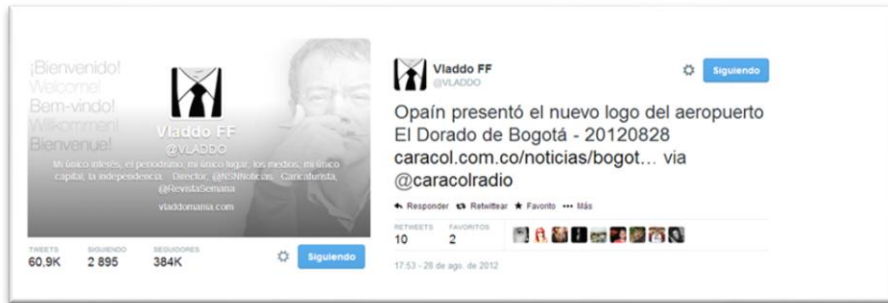 ¡Bienvenido!
Welcome!
Bem-vindo!
Willkommen!
Bienvenue!
Vladdo FF
@VLADDO
Mi único interés, el periodismo, mi único lugar, los medios, mi único
capital, la independencia. Director, @NSNNoticias. Caricaturista,
@RevistaSemana
vladdomania.com
TWEETS SIGUIENDO SEGUIDORES
60,9K 2 895 384K Siguiendo
Vladdo FF
@VLADDO
Siguiendo
Opaín presentó el nuevo logo del aeropuerto
El Dorado de Bogotá - 20120828
caracol.com.co/noticias/bogot... via
@caracolradio
Responder Retwittear Favorito Más
RETWEETS FAVORITOS
10 2
17:53 - 28 de ago. de 2012